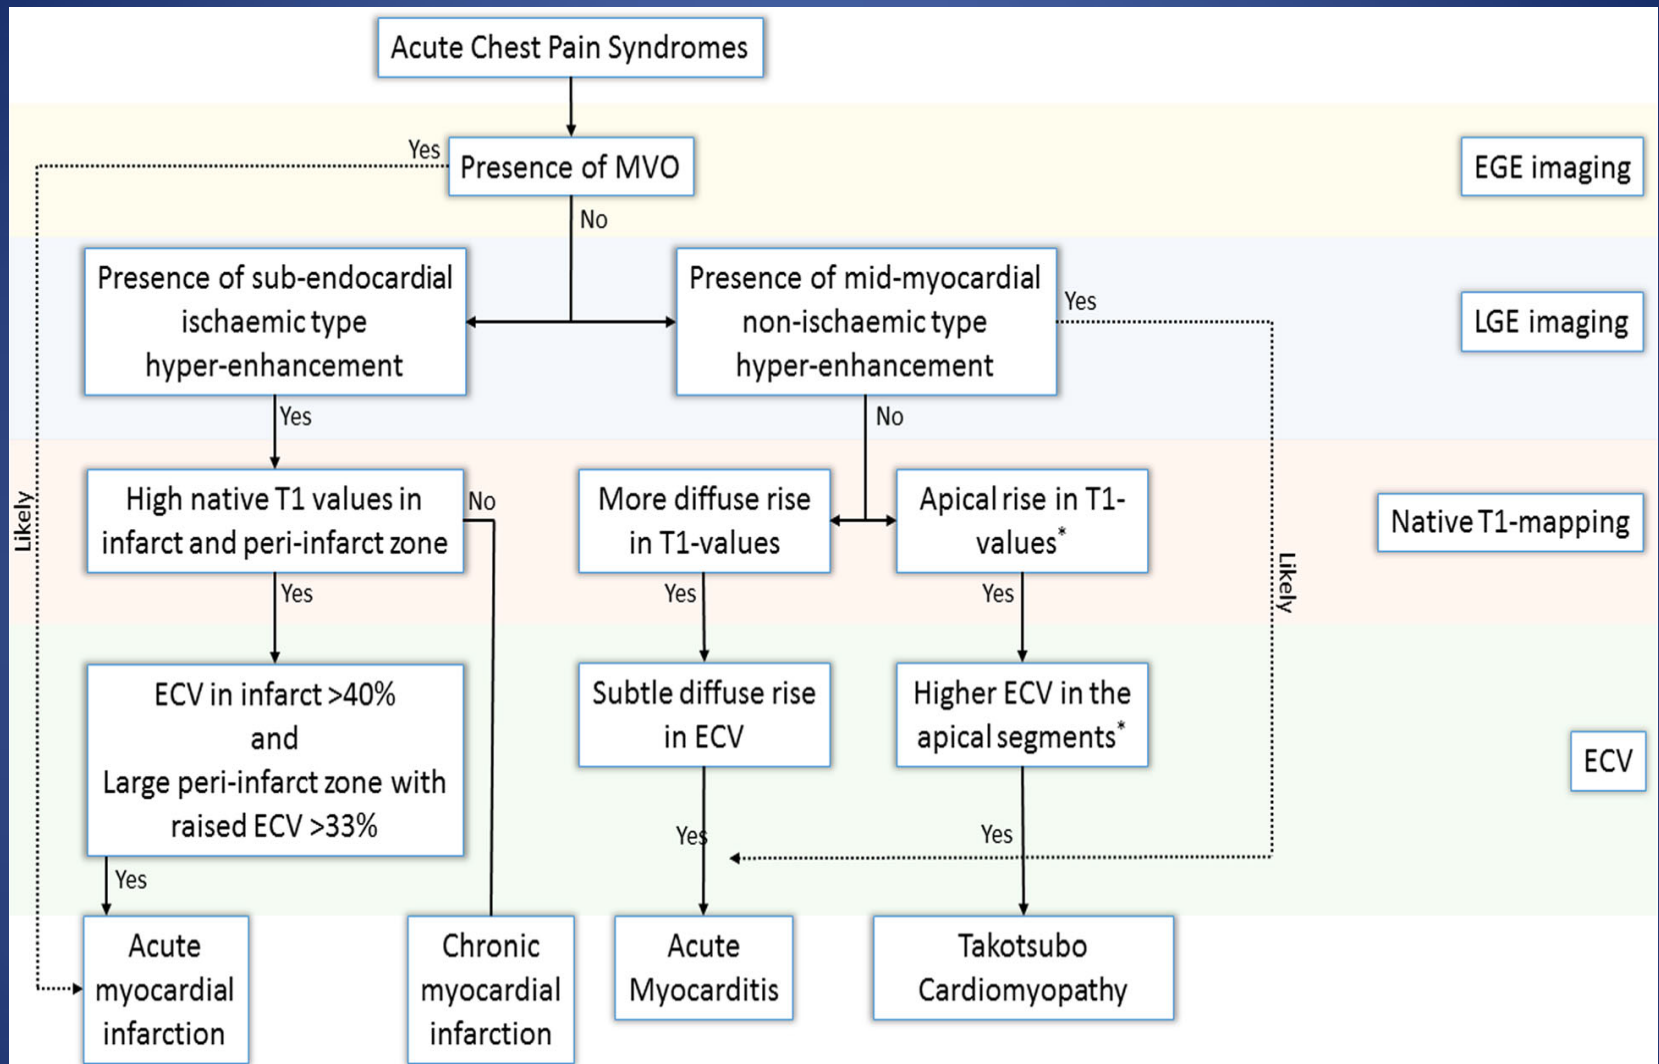 Acute Chest Pain Syndromes
Yes
Presence of MVO
EGE imaging
No
Presence of sub-endocardial
ischaemic type
hyper-enhancement
Presence of mid-myocardial
non-ischaemic type
hyper-enhancement
Yes
LGE imaging
Yes
No
High native T1 values in
infarct and peri-infarct zone
No
More diffuse rise
in T1-values
Apical rise in T1-
values*
Native T1-mapping
Likely
Likely
Yes
Yes
Yes
ECV in infarct >40%
and
Large peri-infarct zone with
raised ECV >33%
Subtle diffuse rise
in ECV
Higher ECV in the
apical segments*
ECV
Yes
Yes
Yes
Acute
myocardial
infarction
Chronic
myocardial
infarction
Acute
Myocarditis
Takotsubo
Cardiomyopathy